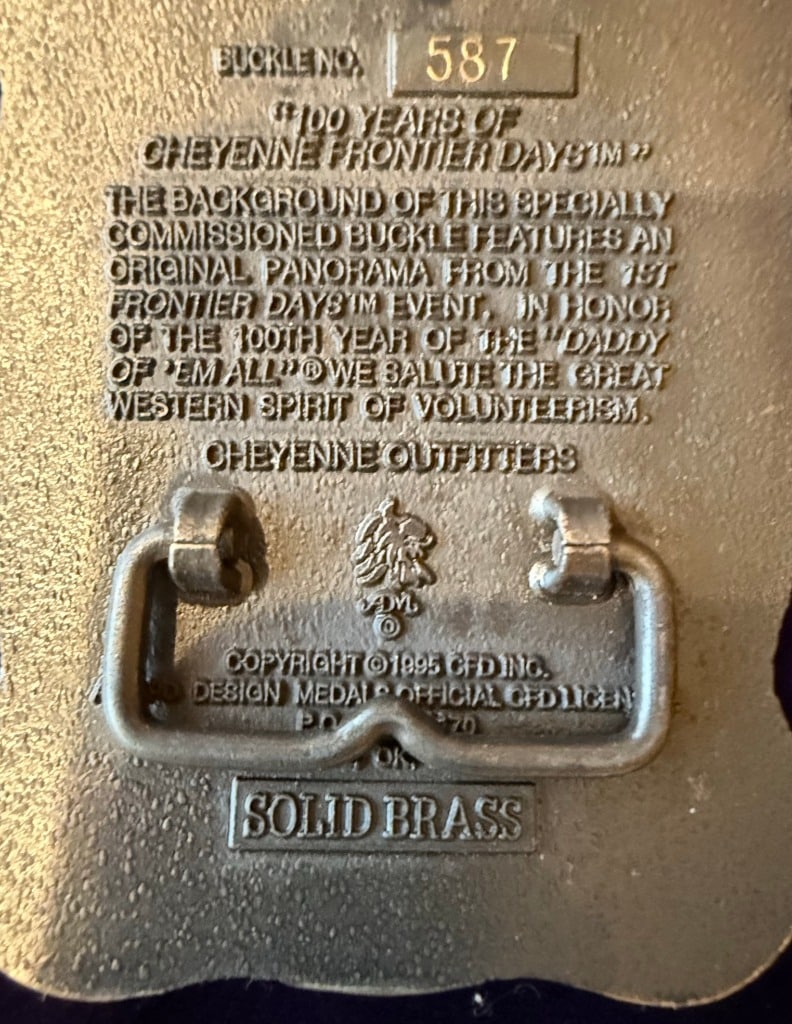 BUCKLE NO. 587
"100 YEARS OF
CHEYENNE FRONTIER DAYS™"
THE BACKGROUND OF THIS SPECIALLY
COMMISSIONED BUCKLE FEATURES AN
ORIGINAL PANORAMA FROM THE 1ST
FRONTIER DAYS™ EVENT. IN HONOR
OF THE 100TH YEAR OF THE "DADDY
OF 'EM ALL"® WE SALUTE THE GREAT
WESTERN SPIRIT OF VOLUNTEERISM.
CHEYENNE OUTFITTERS
ADM
©
COPYRIGHT © 1995 CFD INC.
DESIGN MEDALS OFFICIAL CFD LICEN
P.O. 70
OK.
SOLID BRASS